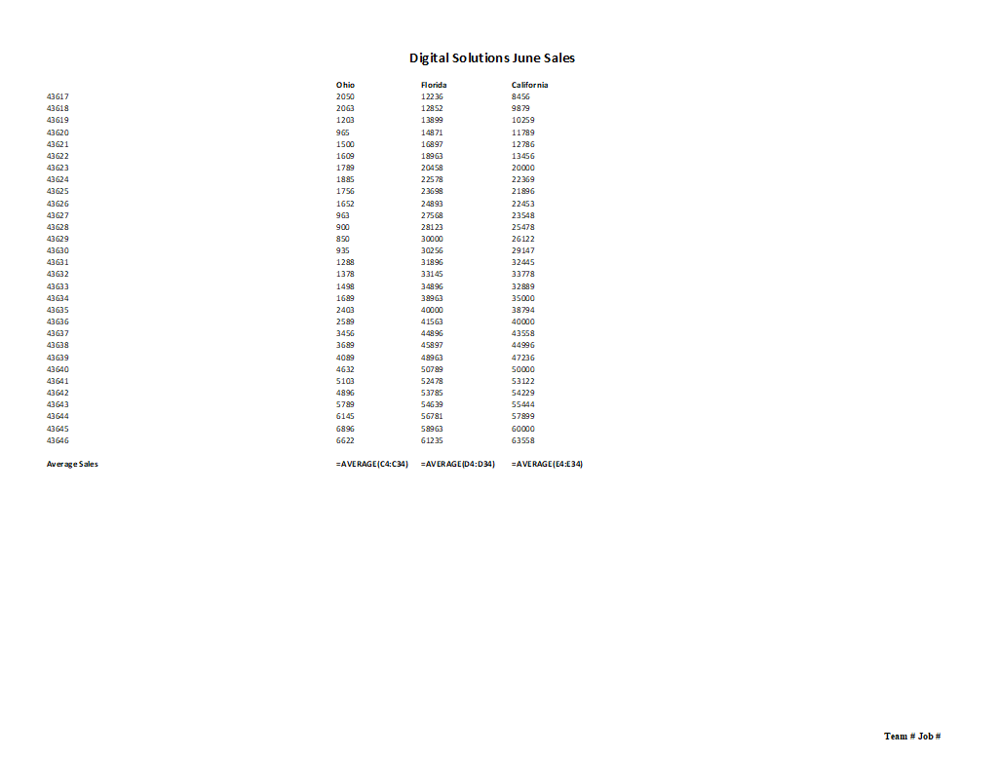 Digital Solutions June Sales
Ohio Florida California
43617 2050 12236 8456
43618 2063 12852 9879
43619 1203 13899 10259
43620 965 14871 11789
43621 1500 16897 12786
43622 1609 18963 13456
43623 1789 20458 20000
43624 1885 22578 22369
43625 1756 23698 21896
43626 1652 24893 22453
43627 963 27568 23548
43628 900 28123 25478
43629 850 30000 26122
43630 935 30256 29147
43631 1288 31896 32445
43632 1378 33145 33778
43633 1498 34896 32889
43634 1689 38963 35000
43635 2403 40000 38794
43636 2589 41563 40000
43637 3456 44896 43558
43638 3689 45897 44996
43639 4089 48963 47236
43640 4632 50789 50000
43641 5103 52478 53122
43642 4896 53785 54229
43643 5789 54639 55444
43644 6145 56781 57899
43645 6896 58963 60000
43646 6622 61235 63558
Average Sales =AVERAGE(C4:C34) =AVERAGE(D4:D34) =AVERAGE(E4:E34)
Team # Job #